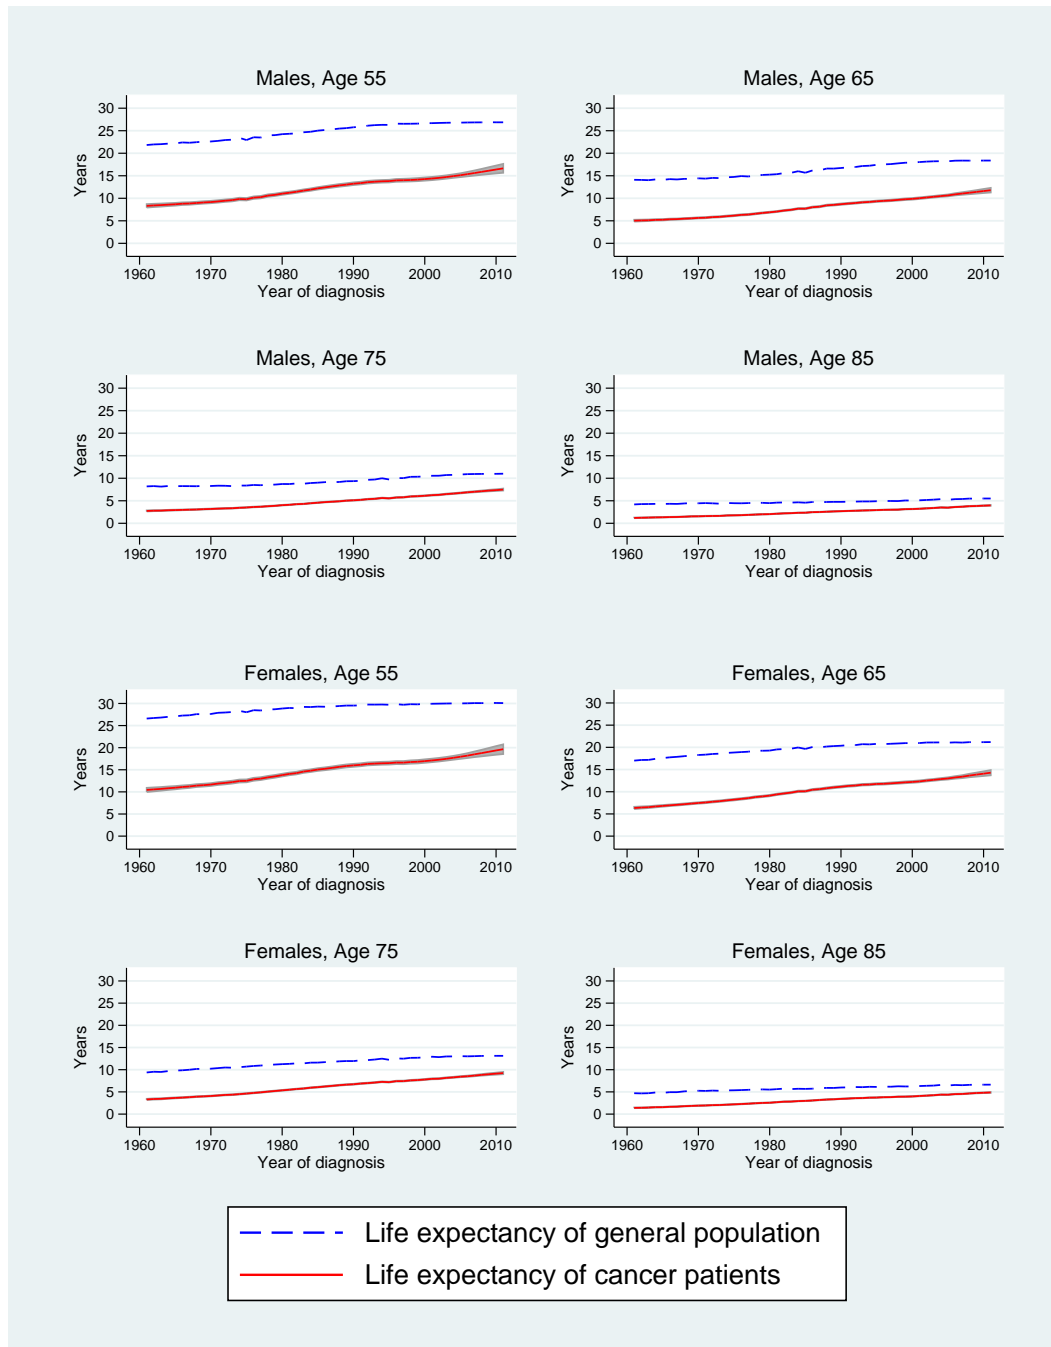 Males, Age 55
Years
30
25
20
15
10
5
0
1960 1970 1980 1990 2000 2010
Year of diagnosis
Males, Age 65
Years
30
25
20
15
10
5
0
1960 1970 1980 1990 2000 2010
Year of diagnosis
Males, Age 75
Years
30
25
20
15
10
5
0
1960 1970 1980 1990 2000 2010
Year of diagnosis
Males, Age 85
Years
30
25
20
15
10
5
0
1960 1970 1980 1990 2000 2010
Year of diagnosis
Females, Age 55
Years
30
25
20
15
10
5
0
1960 1970 1980 1990 2000 2010
Year of diagnosis
Females, Age 65
Years
30
25
20
15
10
5
0
1960 1970 1980 1990 2000 2010
Year of diagnosis
Females, Age 75
Years
30
25
20
15
10
5
0
1960 1970 1980 1990 2000 2010
Year of diagnosis
Females, Age 85
Years
30
25
20
15
10
5
0
1960 1970 1980 1990 2000 2010
Year of diagnosis
Life expectancy of general population
Life expectancy of cancer patients